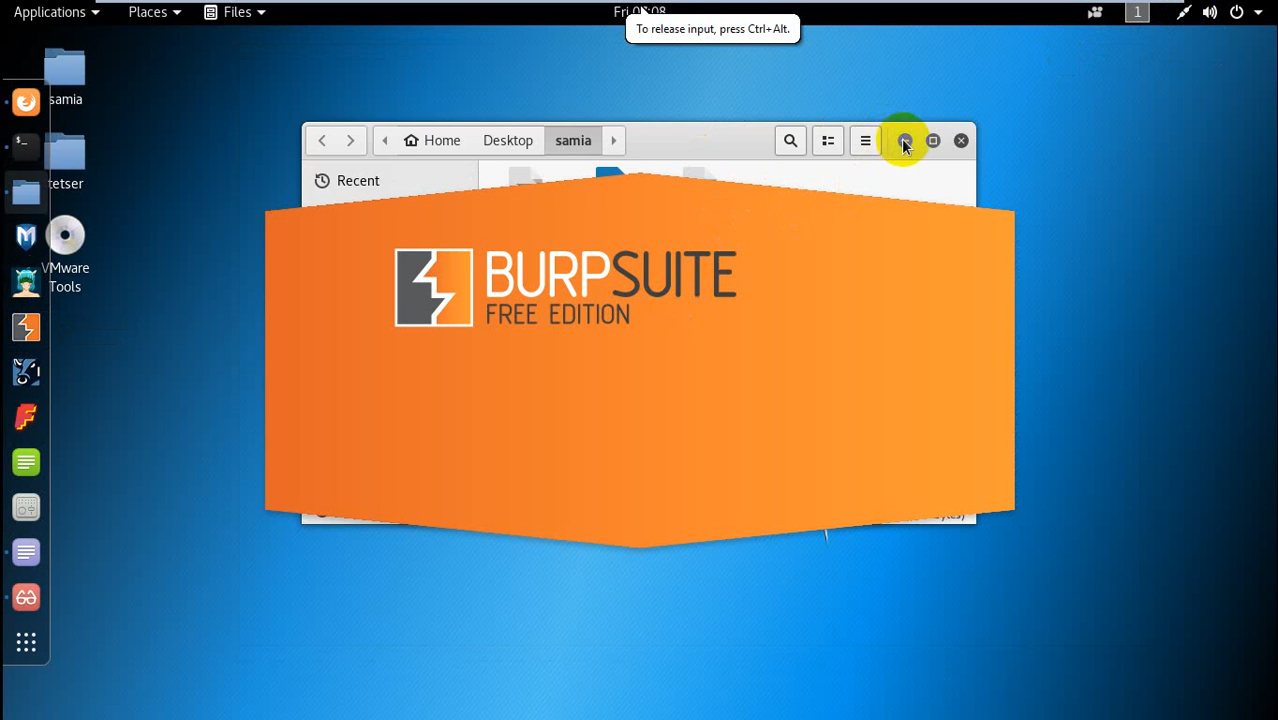 Applications
Places
Files
Fri 08
1
To release input, press Ctrl+Alt.
samia
tetser
VMware
Tools
Home
Desktop
samia
Recent
BURPSUITE
FREE EDITION